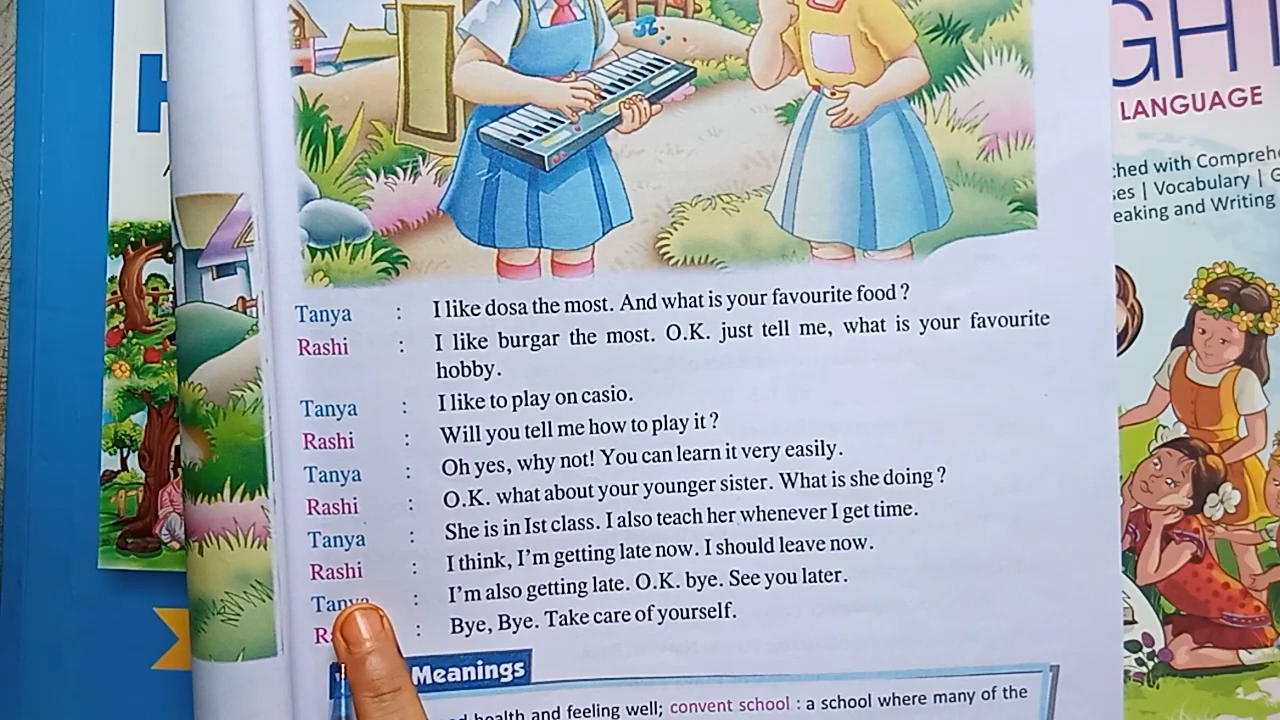 GHT
LANGUAGE
Tanya : I like dosa the most. And what is your favourite food ?
Rashi : I like burgar the most. O.K. just tell me, what is your favourite
hobby.
Tanya : I like to play on casio.
Rashi : Will you tell me how to play it ?
Tanya : Oh yes, why not! You can learn it very easily.
Rashi : O.K. what about your younger sister. What is she doing ?
Tanya : She is in Ist class. I also teach her whenever I get time.
Rashi : I think, I'm getting late now. I should leave now.
Tanya : I'm also getting late. O.K. bye. See you later.
: Bye, Bye. Take care of yourself.
Meanings
health and feeling well; convent school : a school where many of the
with
| Vocabulary |
and Writing